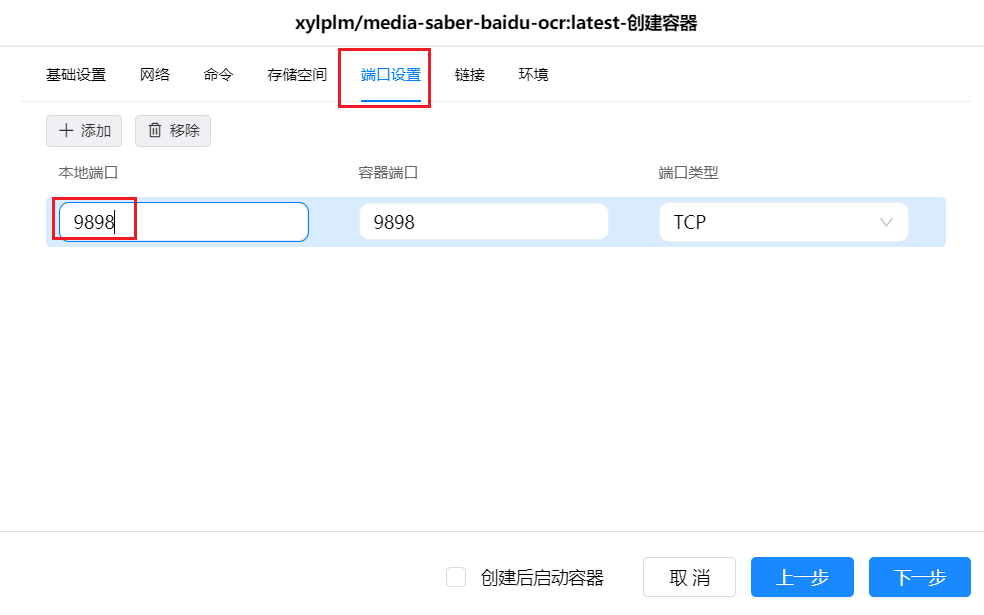 xylplm/media-saber-baidu-ocr:latest-创建容器
基础设置 网络 命令 存储空间 端口设置 链接 环境
添加 移除
本地端口 容器端口 端口类型
9898 9898 TCP
创建后启动容器 取 消 上一步 下一步